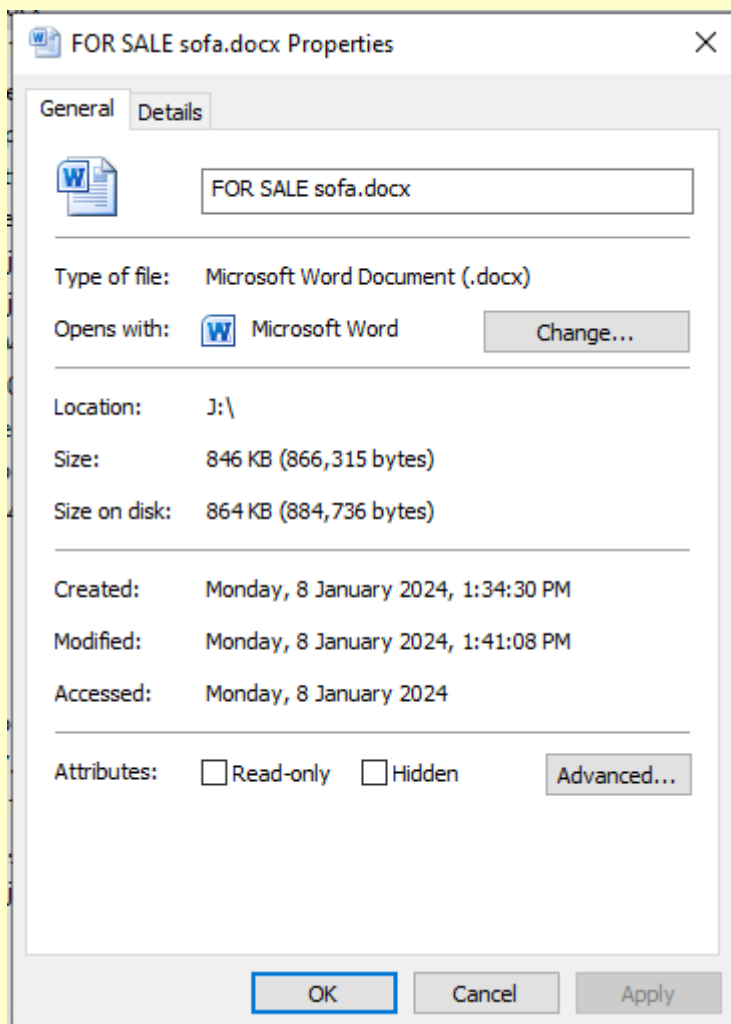 FOR SALE sofa.docx Properties
General Details
FOR SALE sofa.docx
Type of file: Microsoft Word Document (.docx)
Opens with: Microsoft Word Change...
Location: J:\
Size: 846 KB (866,315 bytes)
Size on disk: 864 KB (884,736 bytes)
Created: Monday, 8 January 2024, 1:34:30 PM
Modified: Monday, 8 January 2024, 1:41:08 PM
Accessed: Monday, 8 January 2024
Attributes: Read-only Hidden Advanced...
OK Cancel Apply